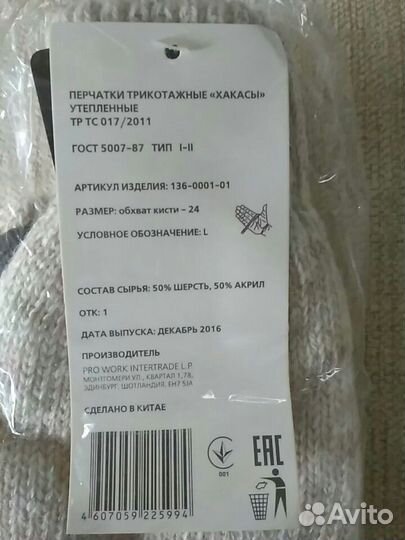 ПЕРЧАТКИ ТРИКОТАЖНЫЕ «ХАКАСЫ»
УТЕПЛЕННЫЕ
ТР ТС 017/2011
ГОСТ 5007-87 ТИП I-II
АРТИКУЛ ИЗДЕЛИЯ: 136-0001-01
РАЗМЕР: обхват кисти – 24
УСЛОВНОЕ ОБОЗНАЧЕНИЕ: L
СОСТАВ СЫРЬЯ: 50% ШЕРСТЬ, 50% АКРИЛ
ОТК: 1
ДАТА ВЫПУСКА: ДЕКАБРЬ 2016
ПРОИЗВОДИТЕЛЬ
PRO WORK INTERTRADE L.P.
МОНТГОМЕРИ УЛ., КВАРТАЛ 1,78,
ЭДИНБУРГ, ШОТЛАНДИЯ, EH7 5JA
СДЕЛАНО В КИТАЕ
001
EAC
4 607059 225994
Avito